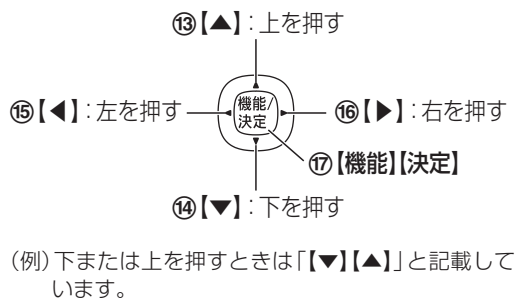 ⑬【▲】：上を押す
⑮【◀】：左を押す
機能/
決定
⑯【▶】：右を押す
⑰【機能】【決定】
⑭【▼】：下を押す
（例）下または上を押すときは「【▼】【▲】」と記載して
います。